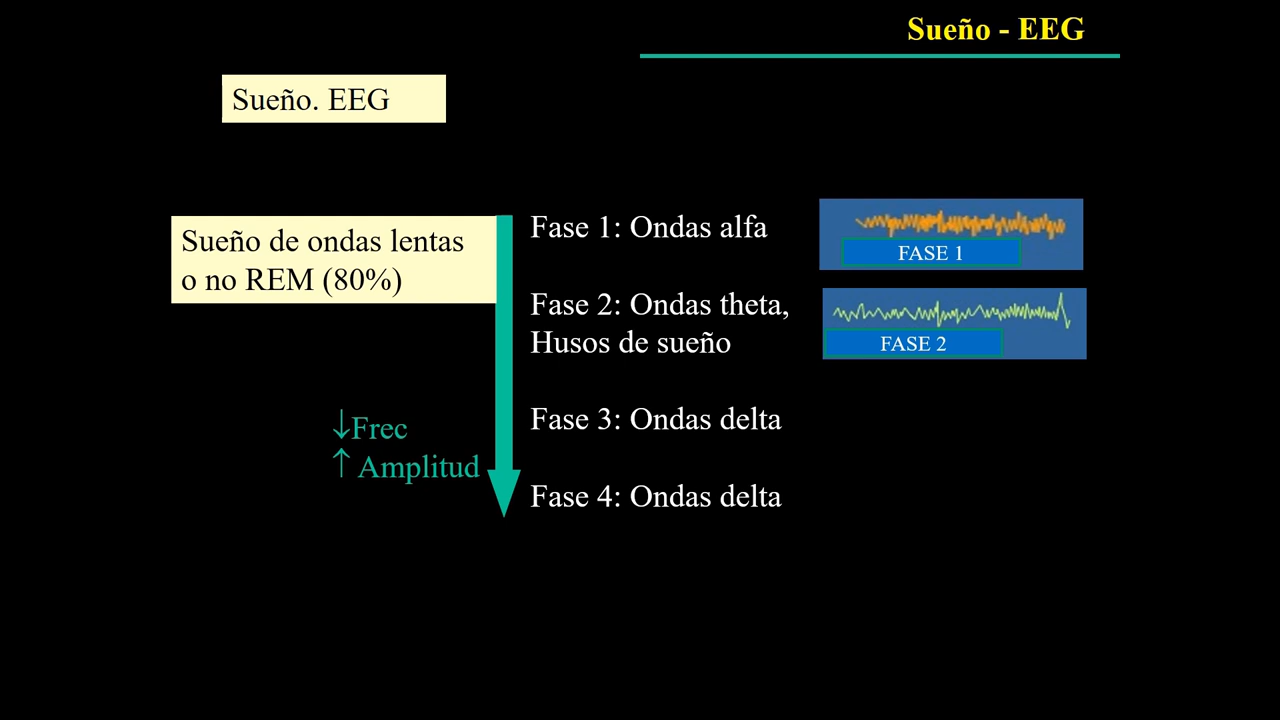 Sueño - EEG
Sueño. EEG
Sueño de ondas lentas
o no REM (80%)
Fase 1: Ondas alfa
FASE 1
Fase 2: Ondas theta,
Husos de sueño
FASE 2
↓Frec
↑ Amplitud
Fase 3: Ondas delta
Fase 4: Ondas delta